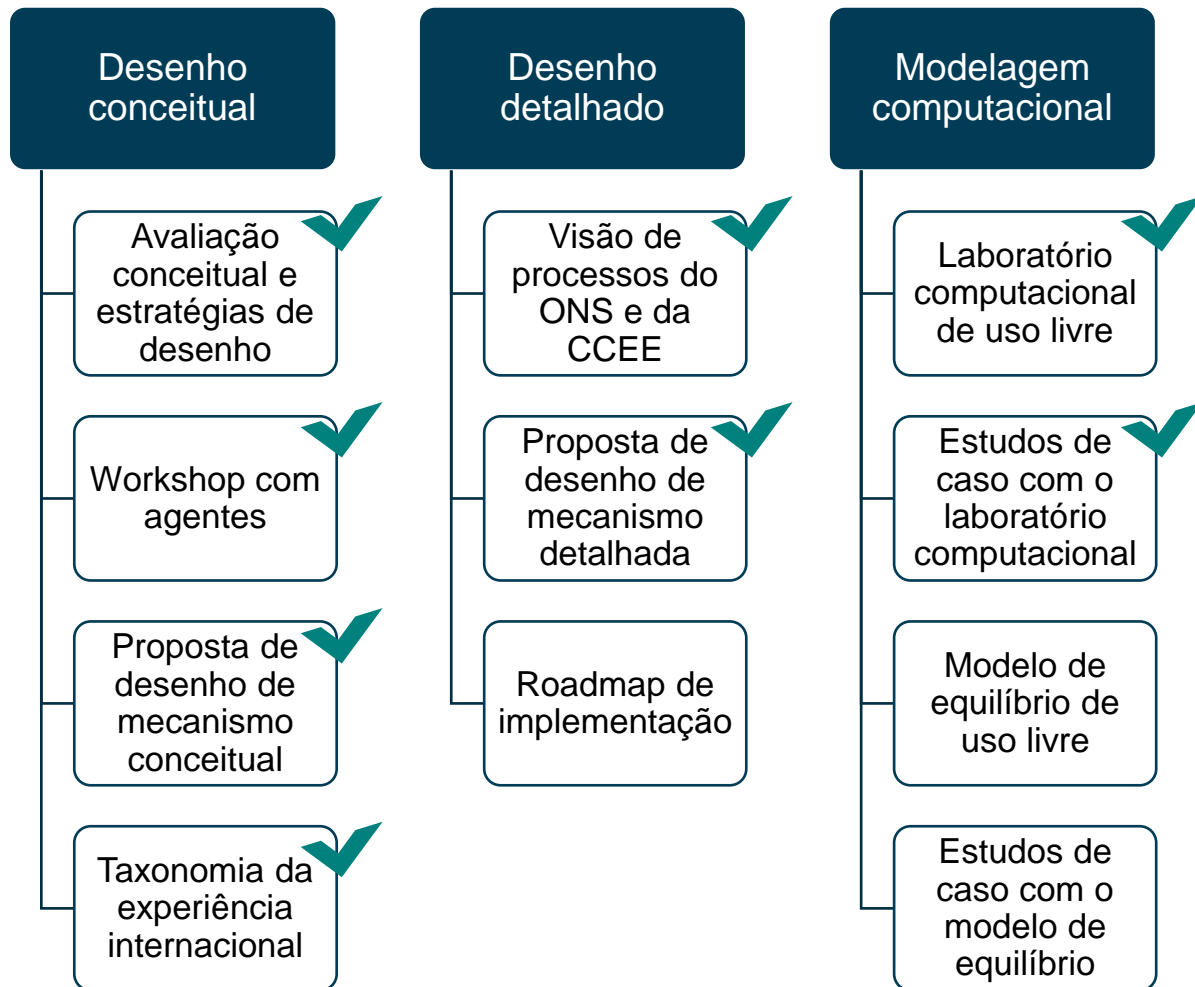 Desenho
conceitual
Avaliação
conceitual e
estratégias de
desenho
Workshop com
agentes
Proposta de
desenho de
mecanismo
conceitual
Taxonomia da
experiência
internacional
Desenho
detalhado
Visão de
processos do
ONS e da
CCEE
Proposta de
desenho de
mecanismo
detalhada
Roadmap de
implementação
Modelagem
computacional
Laboratório
computacional
de uso livre
Estudos de
caso com o
laboratório
computacional
Modelo de
equilíbrio de
uso livre
Estudos de
caso com o
modelo de
equilíbrio